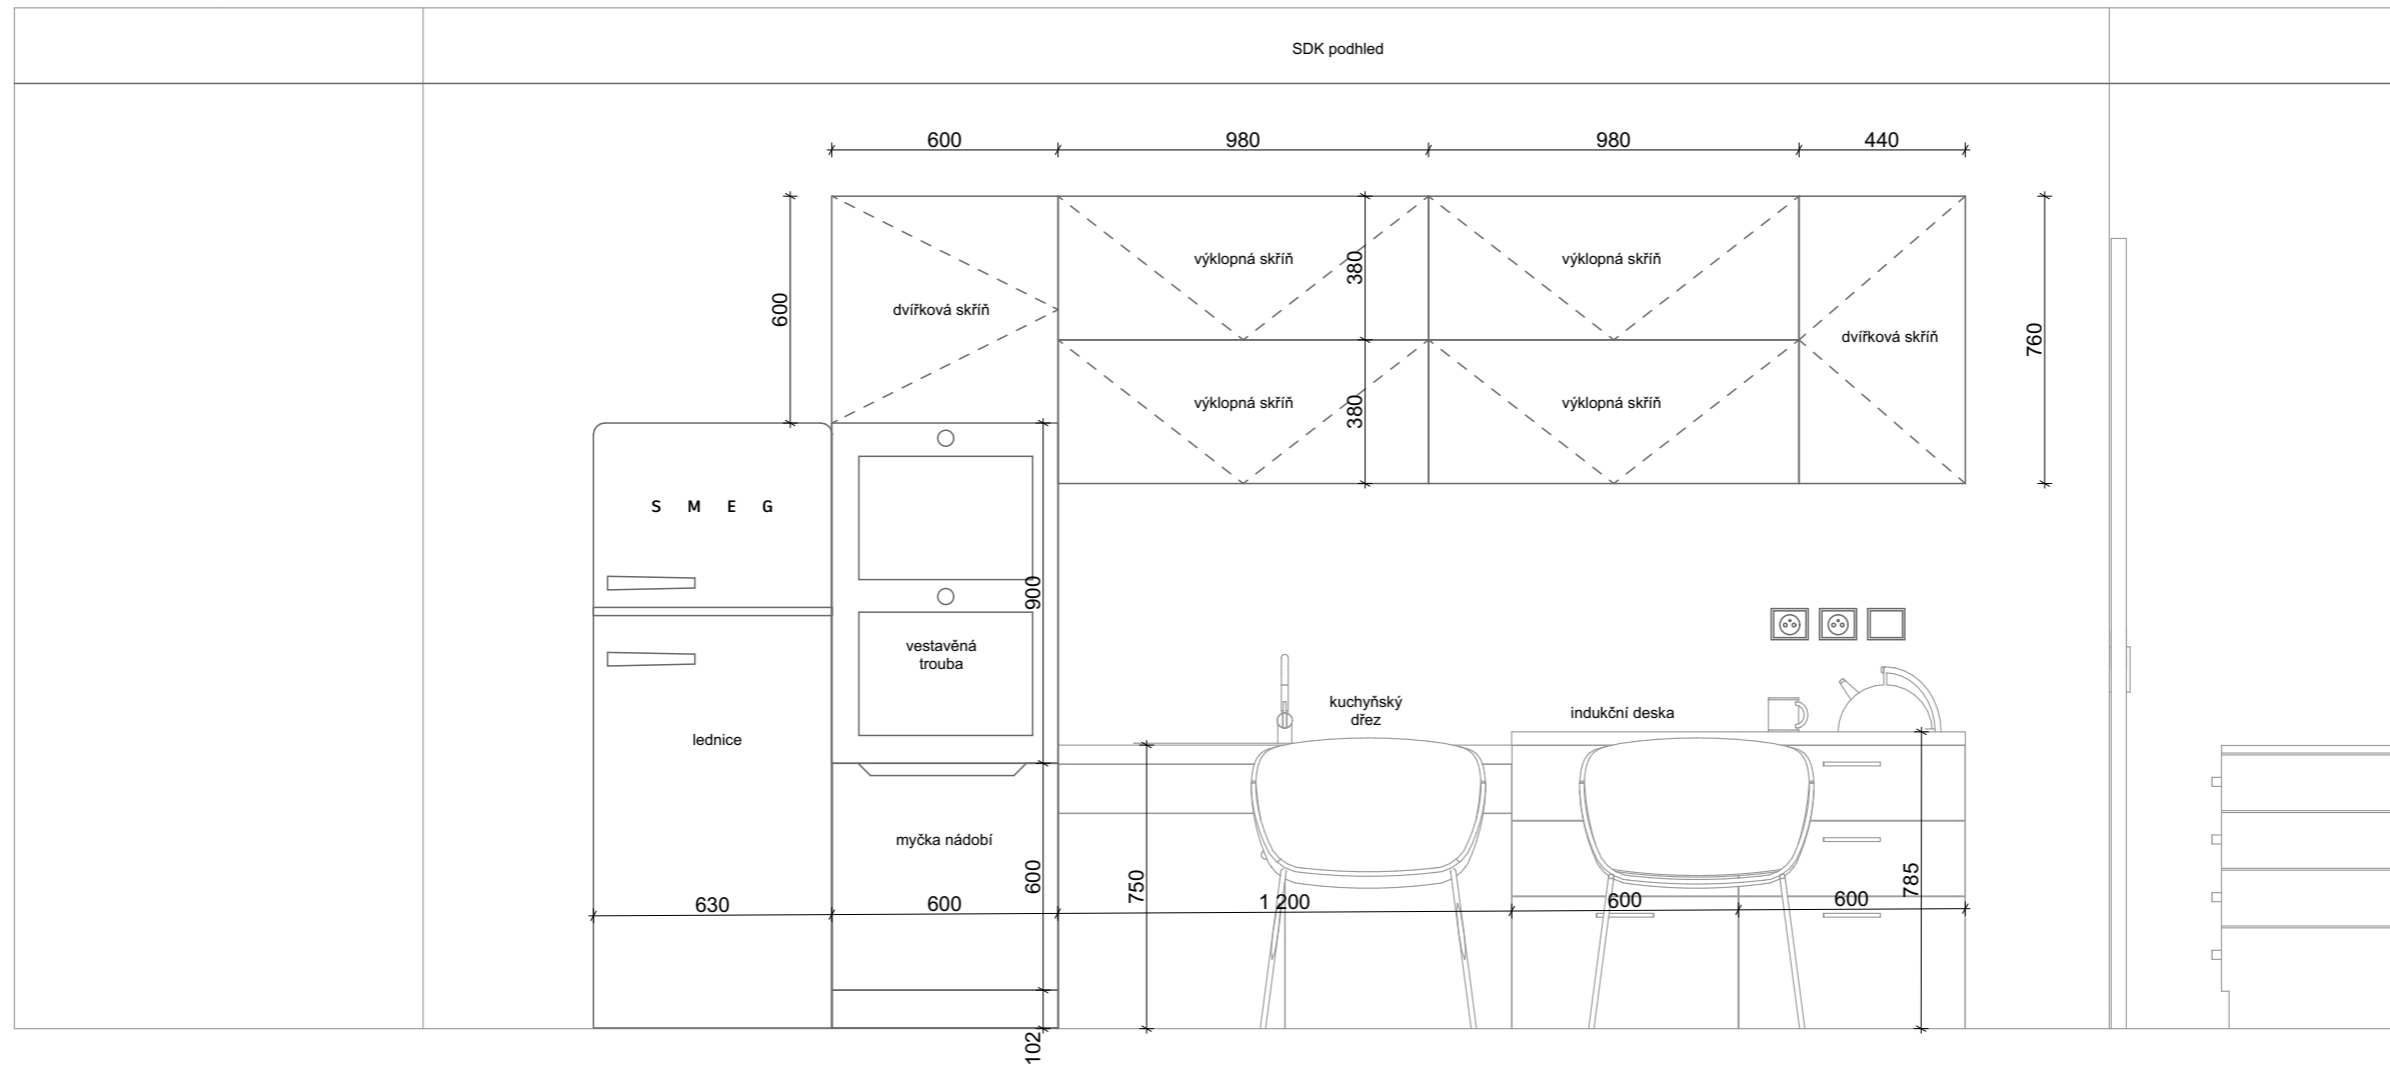 SDK podhled
600
980
980
440
600
dvířková skříň
výklopná skříň
380
výklopná skříň
dvířková skříň
760
výklopná skříň
380
výklopná skříň
S M E G
900
vestavěná
trouba
lednice
kuchyňský
dřez
indukční deska
myčka nádobí
600
750
785
630
600
1 200
600
600
102